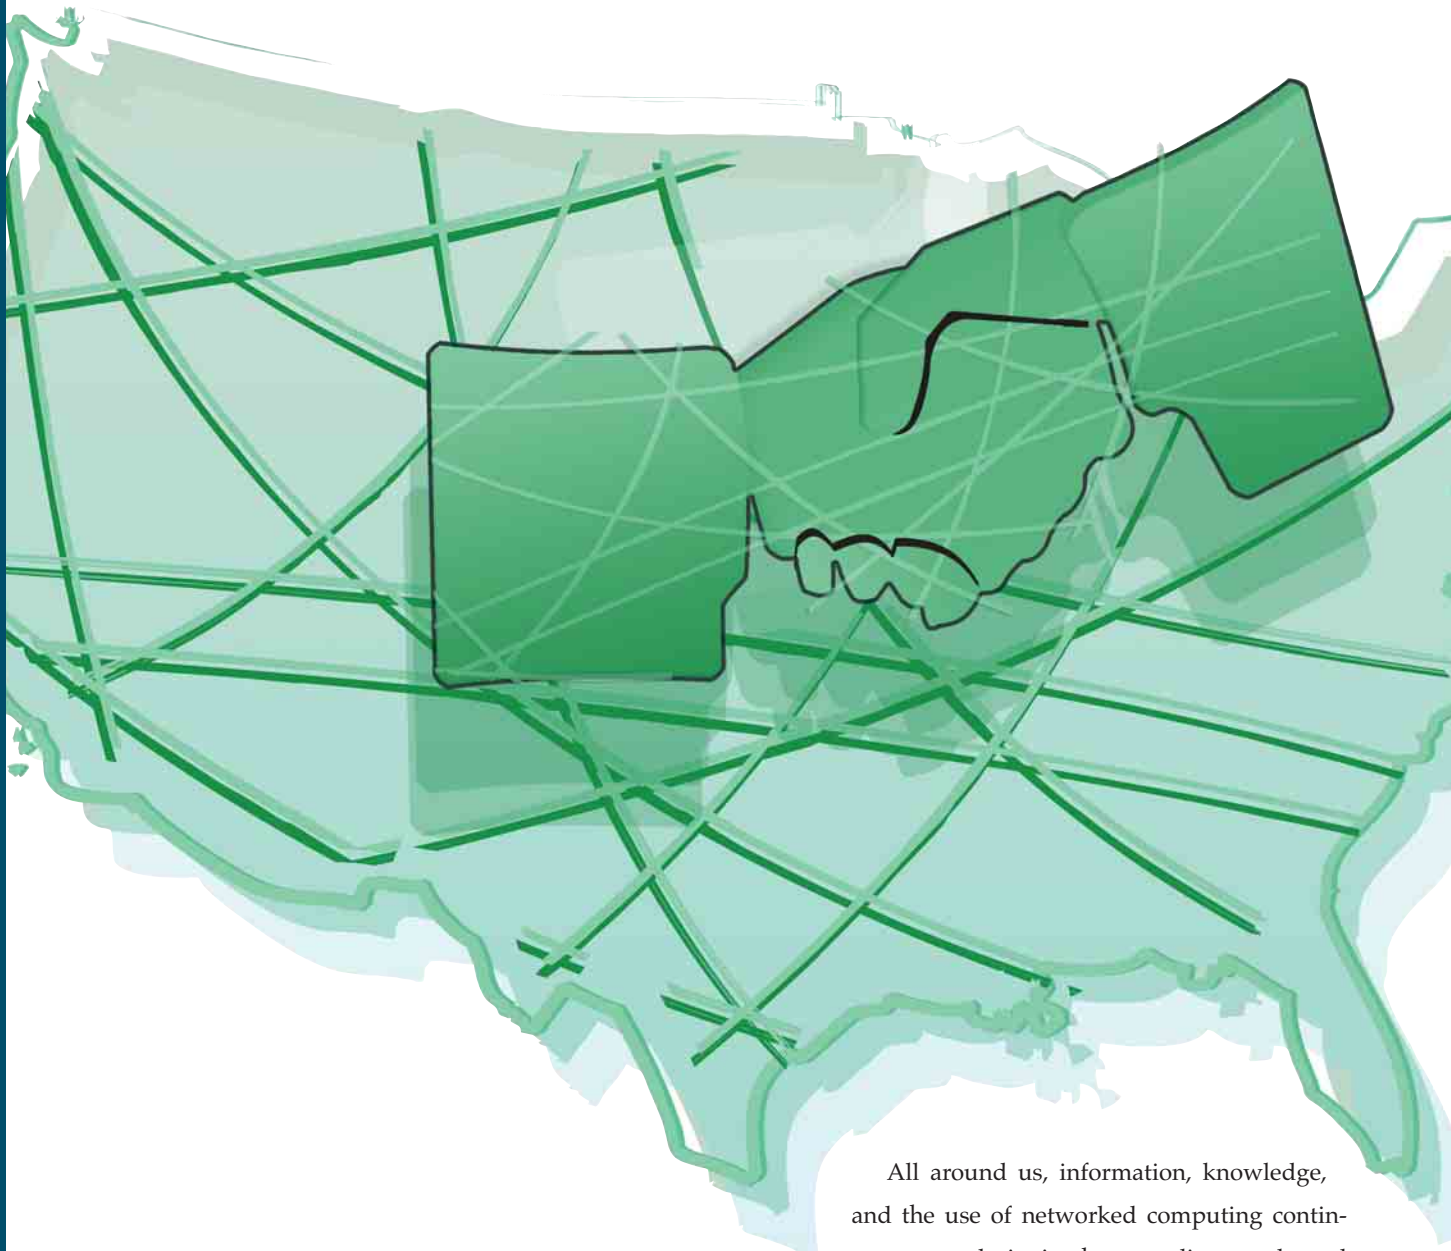 All around us, information, knowledge,
and the use of networked computing contin-